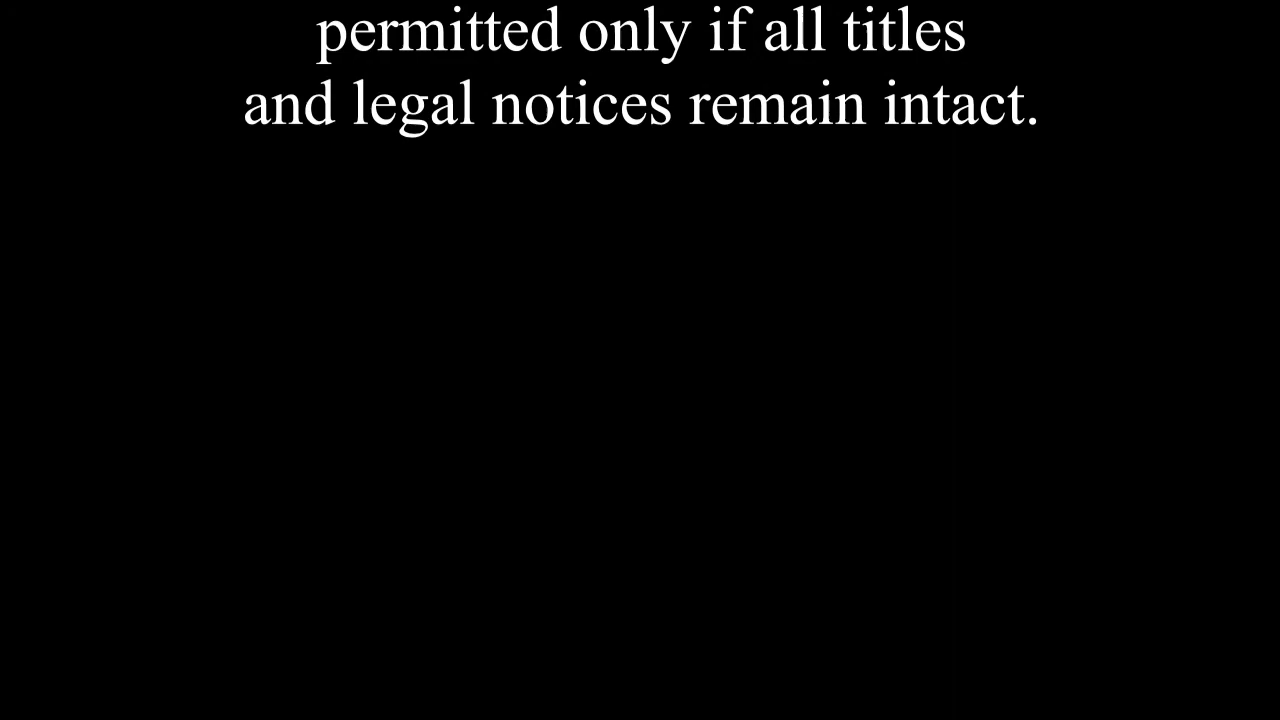 permitted only if all titles
and legal notices remain intact.